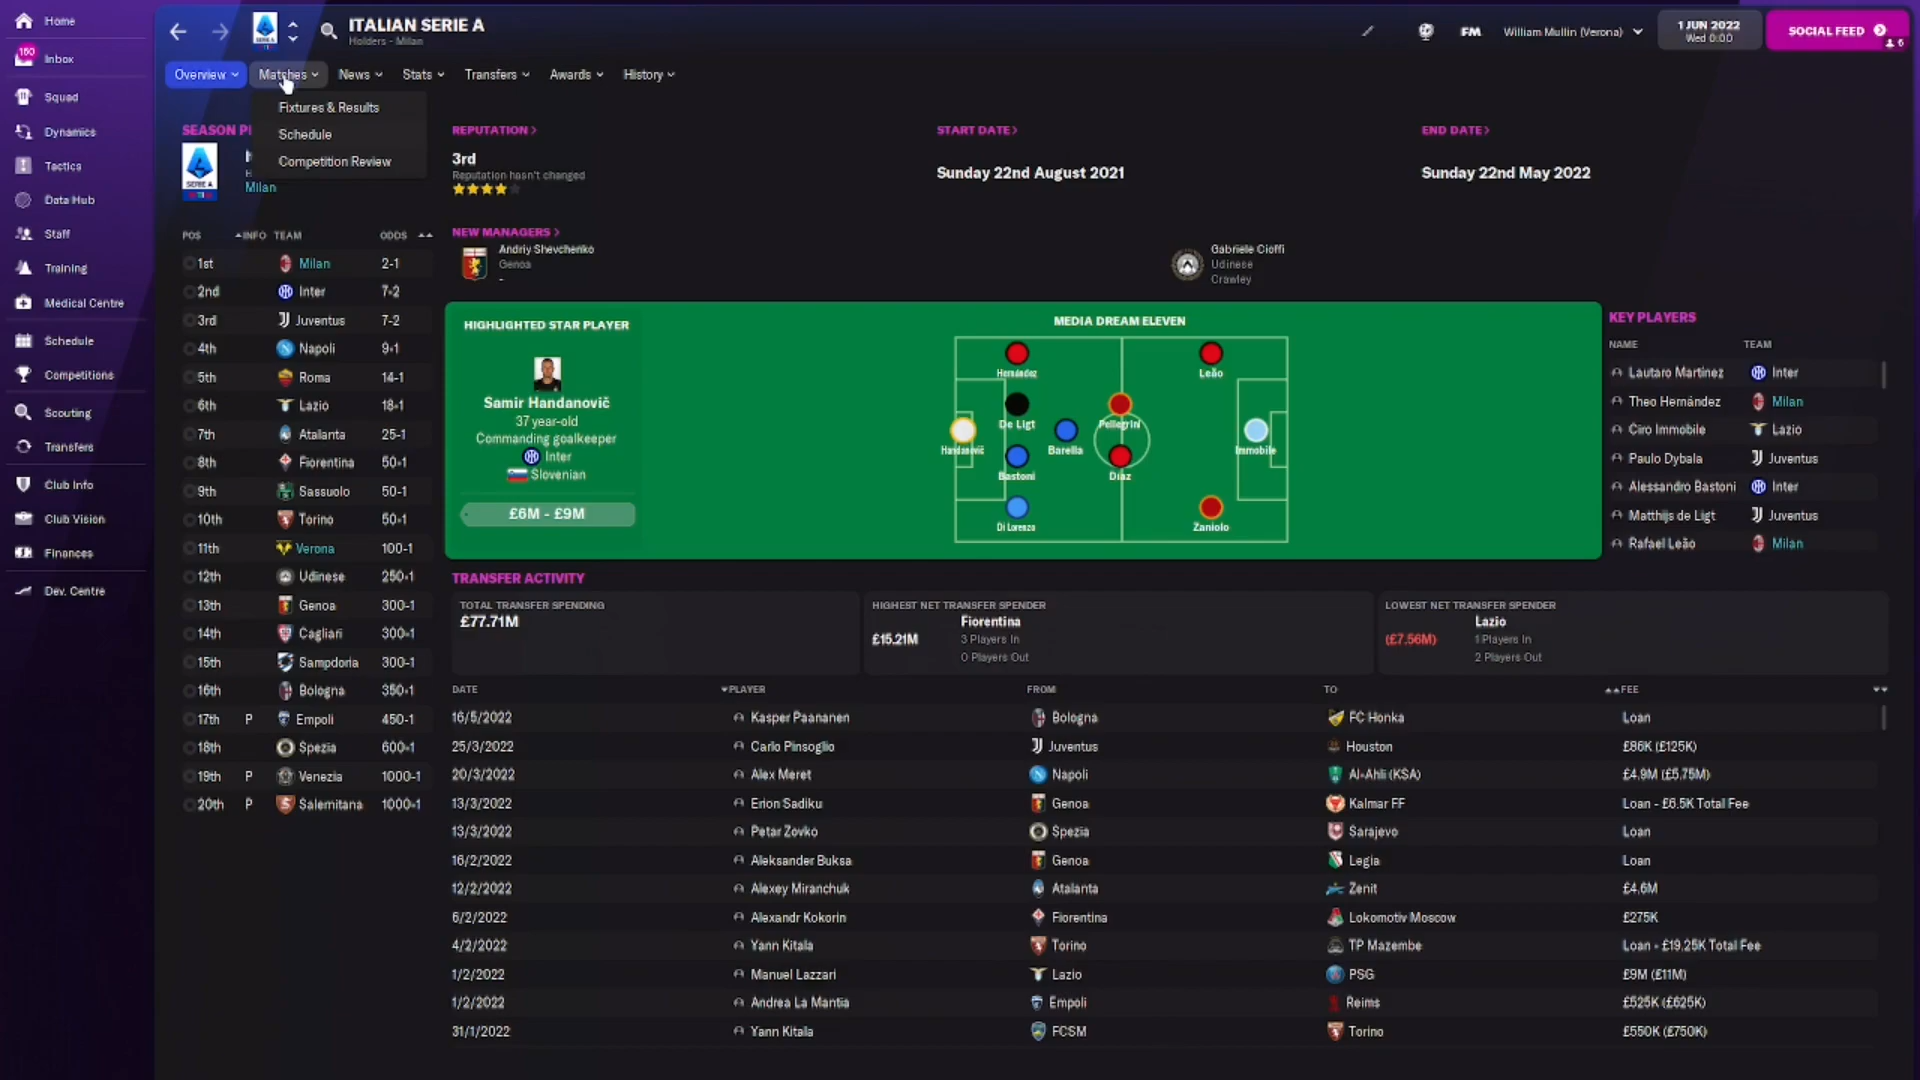 Home
160
Inbox
Squad
Dynamics
Tactics
Data Hub
Staff
Training
Medical Centre
Schedule
Competitions
Scouting
Transfers
Club Info
Club Vision
Finances
Dev. Centre
ITALIAN SERIE A
Holders - Milan
FM
William Mullin (Verona)
1 JUN 2022
Wed 0:00
SOCIAL FEED
6
Overview
Matches
News
Stats
Transfers
Awards
History
Fixtures & Results
Schedule
Competition Review
Milan
REPUTATION >
3rd
Reputation hasn't changed
START DATE >
Sunday 22nd August 2021
END DATE >
Sunday 22nd May 2022
NEW MANAGERS >
Andriy Shevchenko
Genoa
-
Gabriele Cioffi
Udinese
Crawley
POS INFO TEAM ODDS
1st Milan 2-1
2nd Inter 7-2
3rd Juventus 7-2
4th Napoli 9-1
5th Roma 14-1
6th Lazio 18-1
7th Atalanta 25-1
8th Fiorentina 50-1
9th Sassuolo 50-1
10th Torino 50-1
11th Verona 100-1
12th Udinese 250-1
13th Genoa 300-1
14th Cagliari 300-1
15th Sampdoria 300-1
16th Bologna 350-1
17th P Empoli 450-1
18th Spezia 600-1
19th P Venezia 1000-1
20th P Salernitana 1000-1
HIGHLIGHTED STAR PLAYER
Samir Handanovič
37 year-old
Commanding goalkeeper
Inter
Slovenian
£6M - £9M
MEDIA DREAM ELEVEN
Hernández
Leão
De Ligt
Pellegrini
Handanovič
Barella
Immobile
Bastoni
Díaz
Di Lorenzo
Zaniolo
KEY PLAYERS
NAME TEAM
Lautaro Martínez Inter
Theo Hernández Milan
Ciro Immobile Lazio
Paulo Dybala Juventus
Alessandro Bastoni Inter
Matthijs de Ligt Juventus
Rafael Leão Milan
TRANSFER ACTIVITY
TOTAL TRANSFER SPENDING
£77.71M
HIGHEST NET TRANSFER SPENDER
£15.21M
Fiorentina
3 Players In
0 Players Out
LOWEST NET TRANSFER SPENDER
(£7.56M)
Lazio
1 Players In
2 Players Out
DATE PLAYER FROM TO FEE
16/5/2022 Kasper Paananen Bologna FC Honka Loan
25/3/2022 Carlo Pinsoglio Juventus Houston £86K (£125K)
20/3/2022 Alex Meret Napoli Al-Ahli (KSA) £4.9M (£5.75M)
13/3/2022 Erion Sadiku Genoa Kalmar FF Loan - £6.5K Total Fee
13/3/2022 Petar Zovko Spezia Sarajevo Loan
16/2/2022 Aleksander Buksa Genoa Legia Loan
12/2/2022 Alexey Miranchuk Atalanta Zenit £4.6M
6/2/2022 Alexandr Kokorin Fiorentina Lokomotiv Moscow £275K
4/2/2022 Yann Kitala Torino TP Mazembe Loan - £19.25K Total Fee
1/2/2022 Manuel Lazzari Lazio PSG £9M (£11M)
1/2/2022 Andrea La Mantia Empoli Reims £525K (£625K)
31/1/2022 Yann Kitala FCSM Torino £550K (£750K)